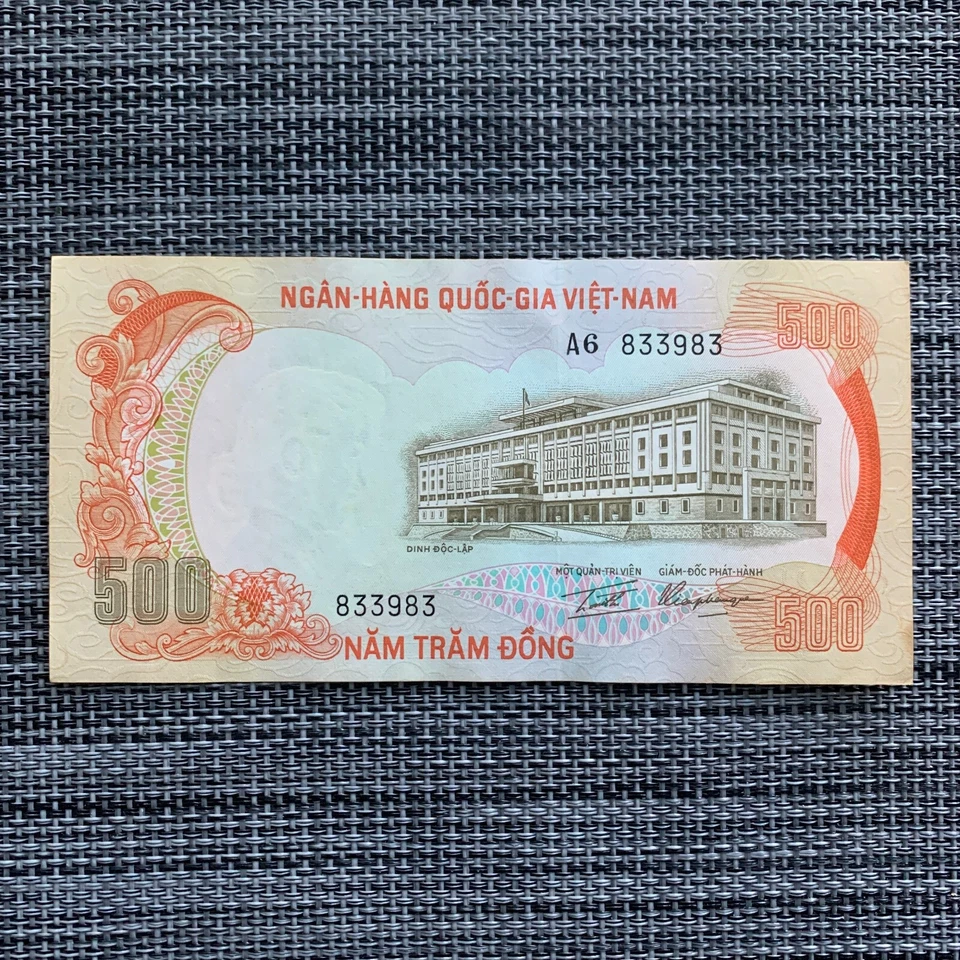 NGÂN-HÀNG QUỐC-GIA VIỆT-NAM
500
A6 833983
DINH ĐỘC-LẬP
MỘT QUẢN-TRỊ VIÊN GIÁM-ĐỐC PHÁT-HÀNH
500
833983
500
NĂM TRĂM ĐỒNG